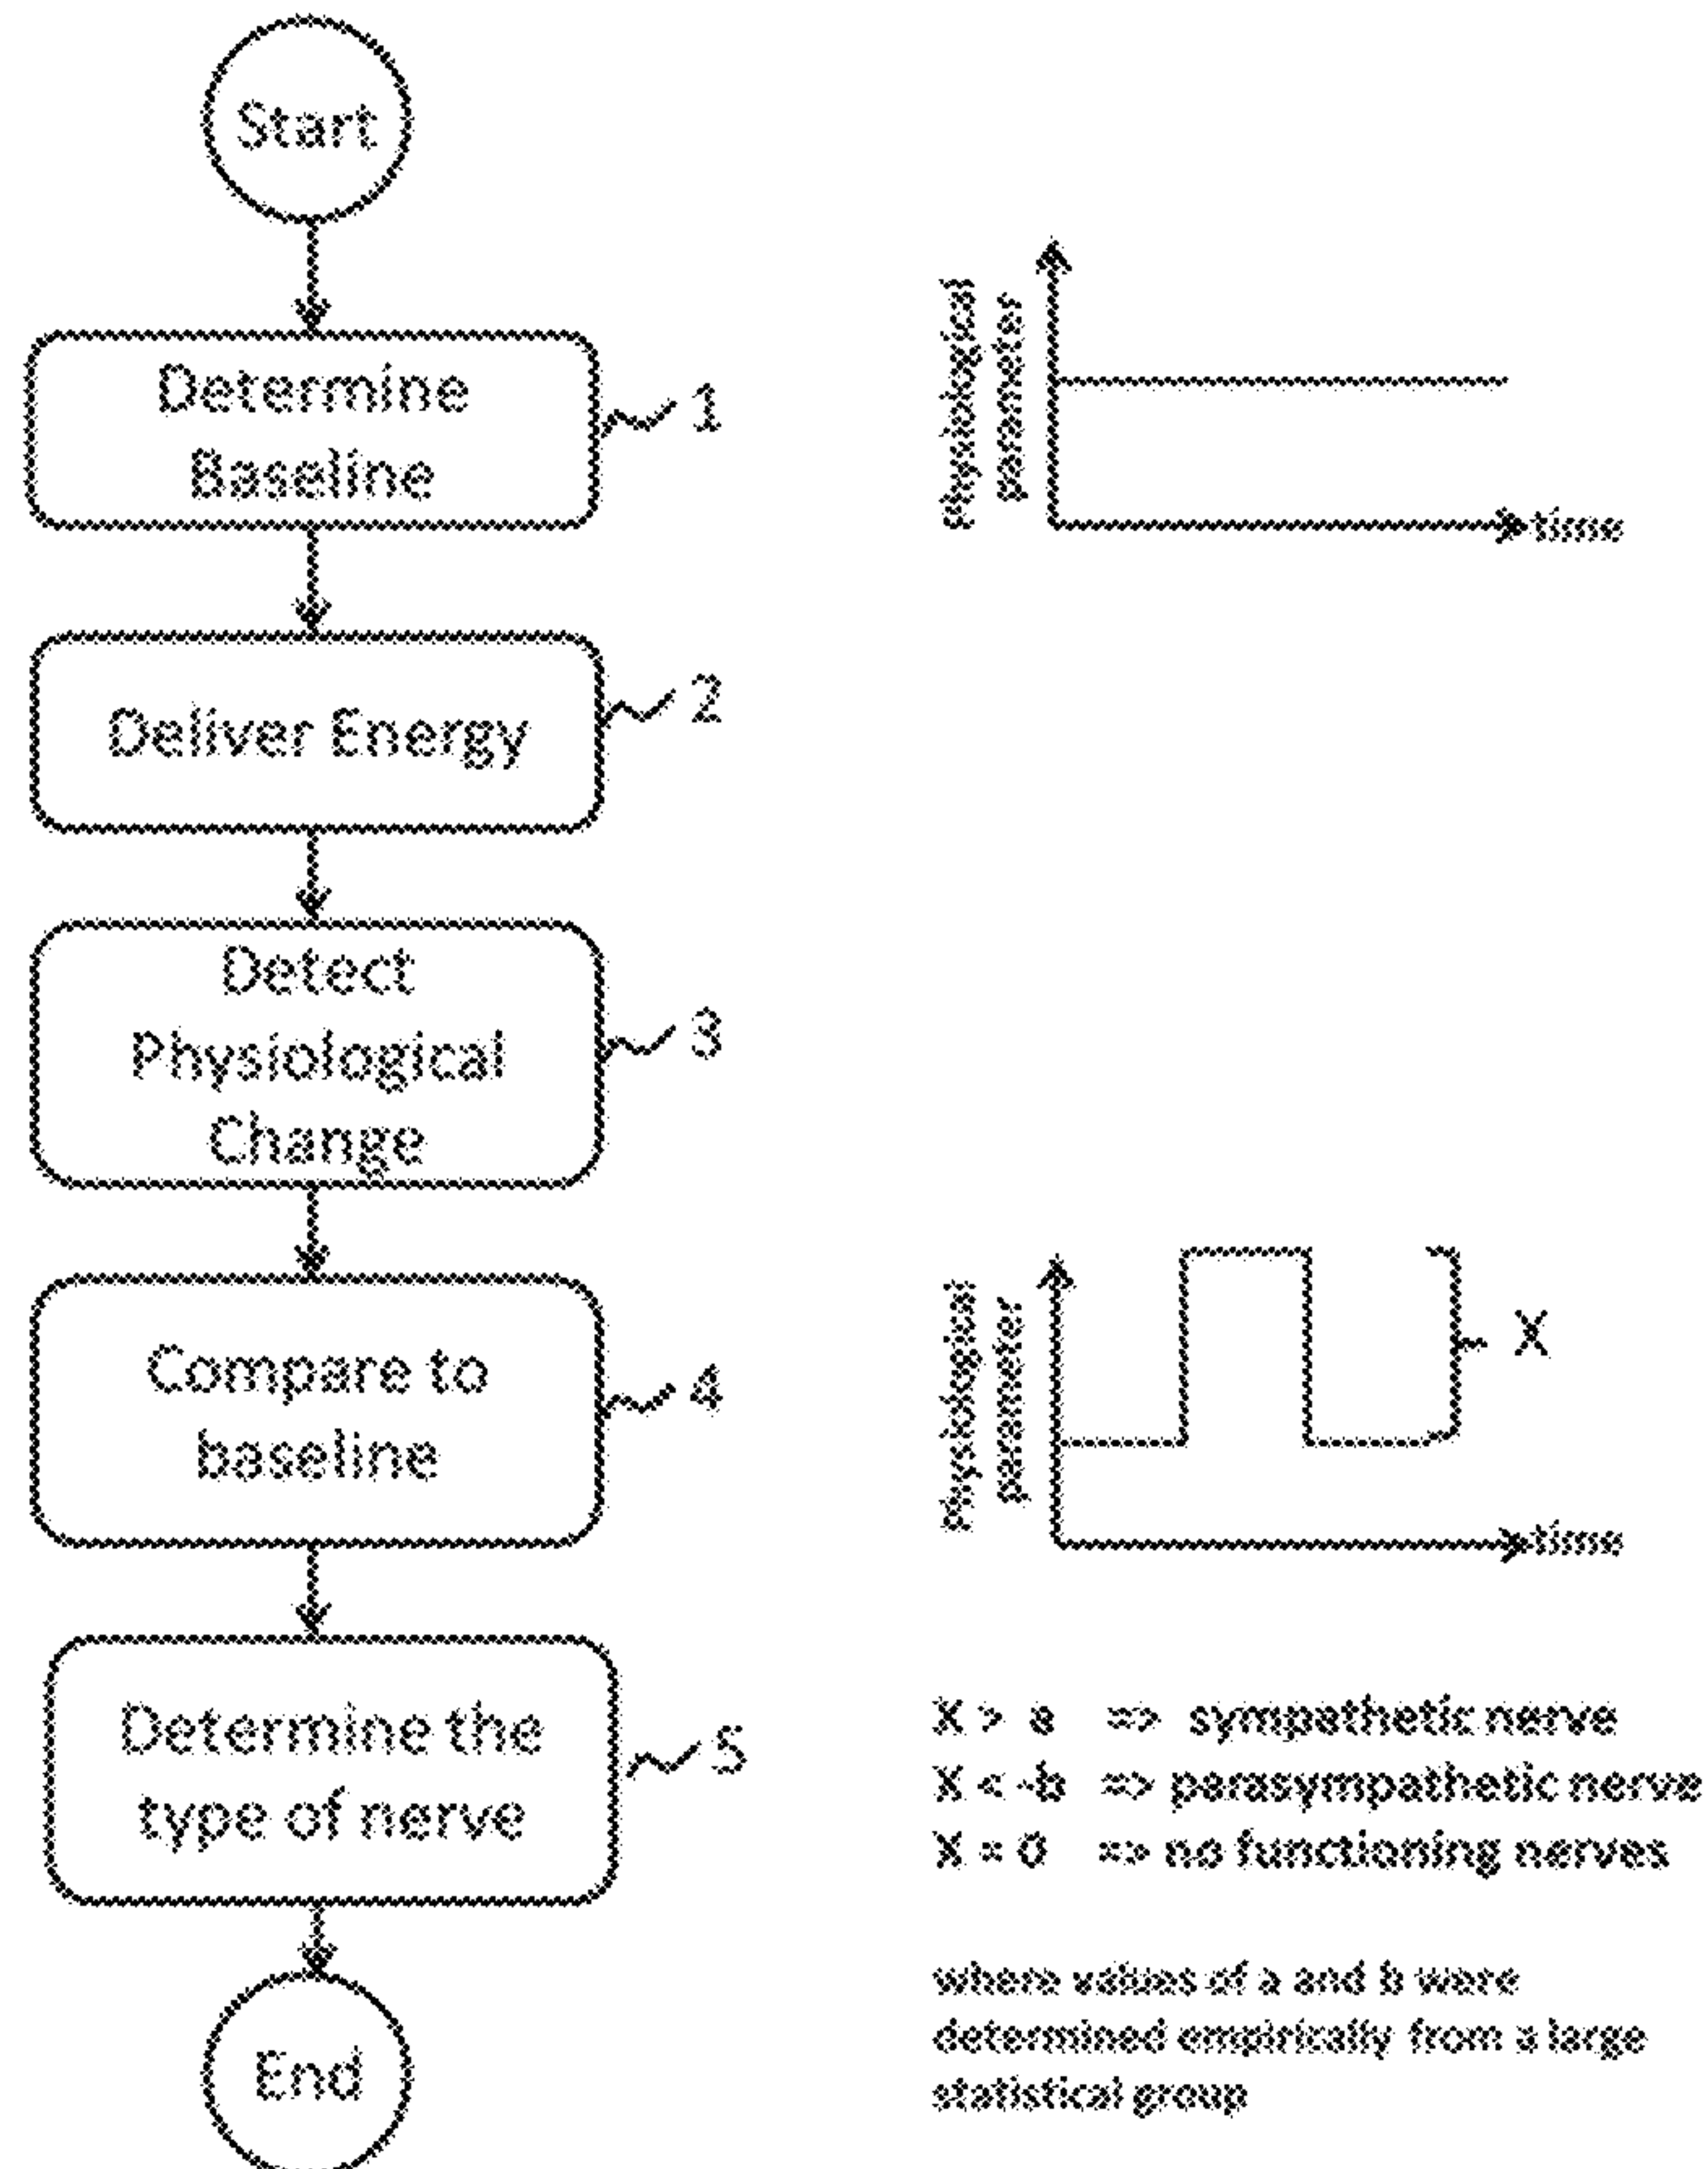 Start
Determine
Baseline
1
Physiological
parameter
time
Deliver Energy
2
Detect
Physiological
Change
3
Compare to
baseline
4
Physiological
parameter
X
time
Determine the
type of nerve
5
X > a => sympathetic nerve
X < -b => parasympathetic nerve
X = 0 => no functioning nerves
where values of a and b were
determined empirically from a large
statistical group
End